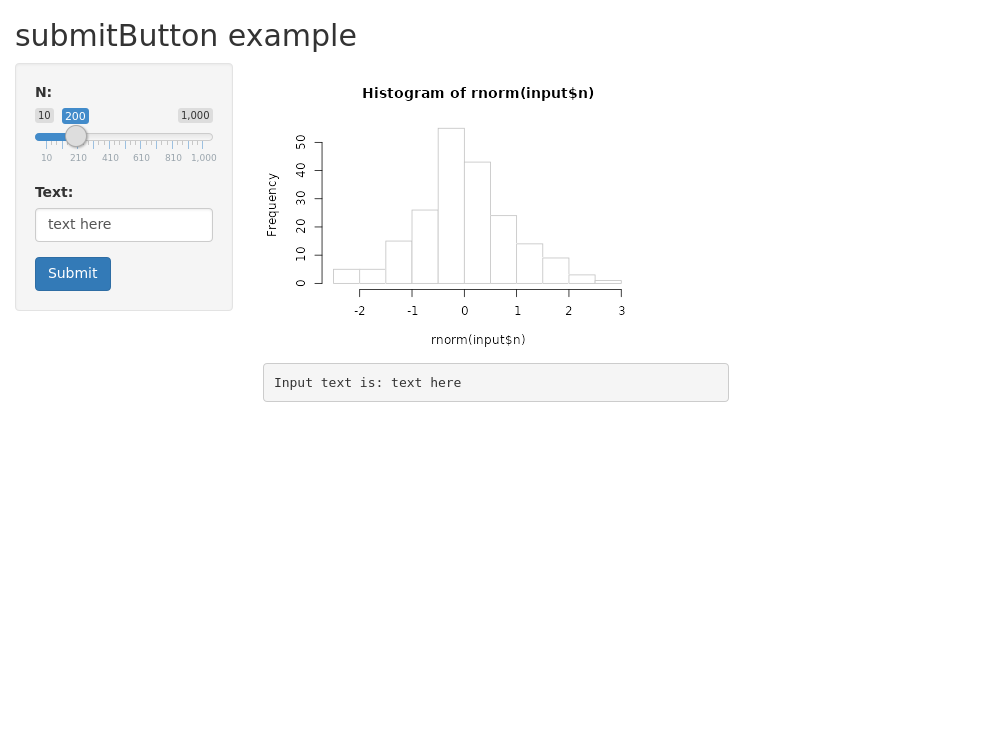 submitButton example
N:
10 200 1,000
10 210 410 610 810 1,000
Text:
text here
Submit
Histogram of rnorm(input$n)
Frequency
0 10 20 30 40 50
-2 -1 0 1 2 3
rnorm(input$n)
Input text is: text here